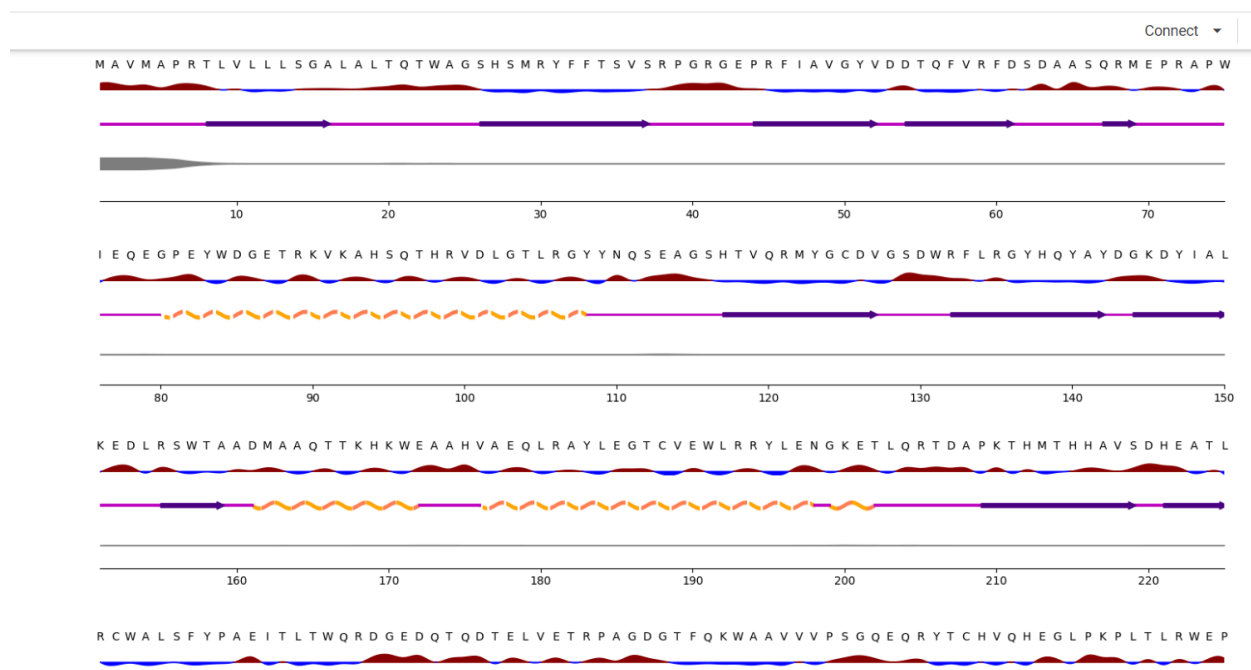 Connect
M A V M A P R T L V L L L S G A L A L T Q T W A G S H S M R Y F F T S V S R P G R G E P R F I A V G Y V D D T Q F V R F D S D A A S Q R M E P R A P W
10 20 30 40 50 60 70
I E Q E G P E Y W D G E T R K V K A H S Q T H R V D L G T L R G Y Y N Q S E A G S H T V Q R M Y G C D V G S D W R F L R G Y H Q Y A Y D G K D Y I A L
80 90 100 110 120 130 140 150
K E D L R S W T A A D M A A Q T T K H K W E A A H V A E Q L R A Y L E G T C V E W L R R Y L E N G K E T L Q R T D A P K T H M T H H A V S D H E A T L
160 170 180 190 200 210 220
R C W A L S F Y P A E I T L T W Q R D G E D Q T Q D T E L V E T R P A G D G T F Q K W A A V V V P S G Q E Q R Y T C H V Q H E G L P K P L T L R W E P